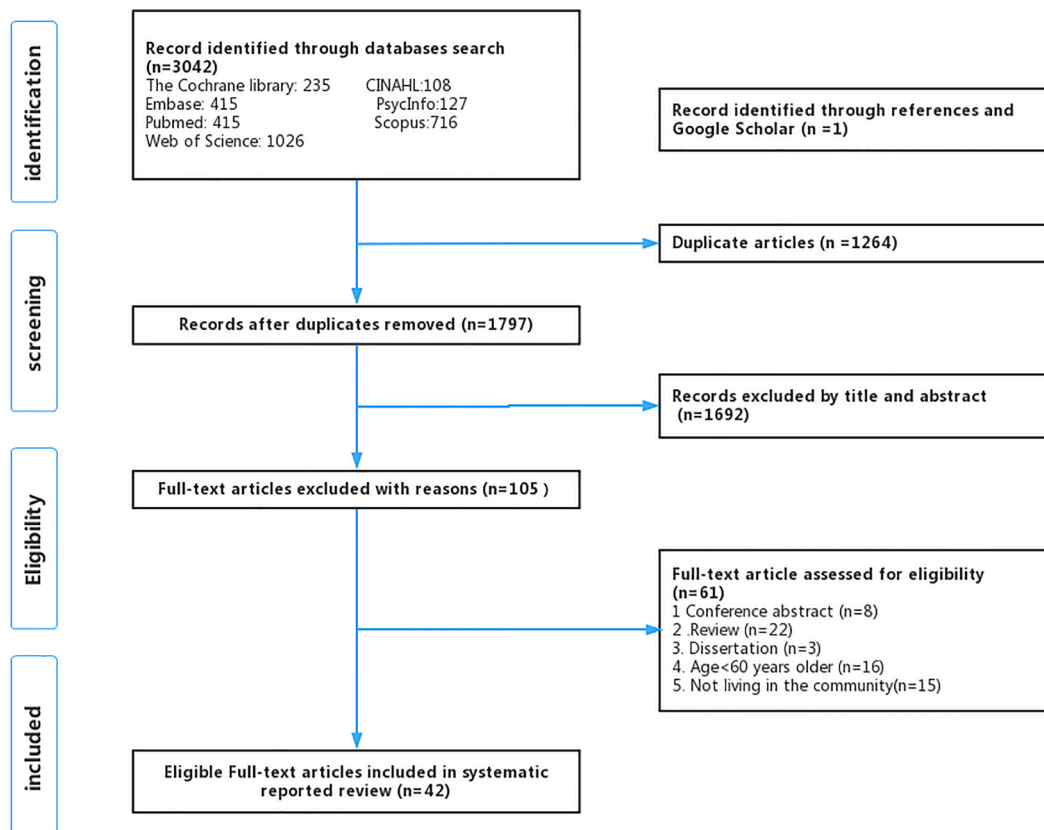 identification
Record identified through databases search
(n=3042)
The Cochrane library: 235 CINAHL:108
Embase: 415 PsycInfo:127
Pubmed: 415 Scopus:716
Web of Science: 1026
Record identified through references and
Google Scholar (n =1)
screening
Duplicate articles (n =1264)
Records after duplicates removed (n=1797)
Records excluded by title and abstract
(n=1692)
Eligibility
Full-text articles excluded with reasons (n=105 )
Full-text article assessed for eligibility
(n=61)
1 Conference abstract (n=8)
2 .Review (n=22)
3. Dissertation (n=3)
4. Age<60 years older (n=16)
5. Not living in the community(n=15)
included
Eligible Full-text articles included in systematic
reported review (n=42)